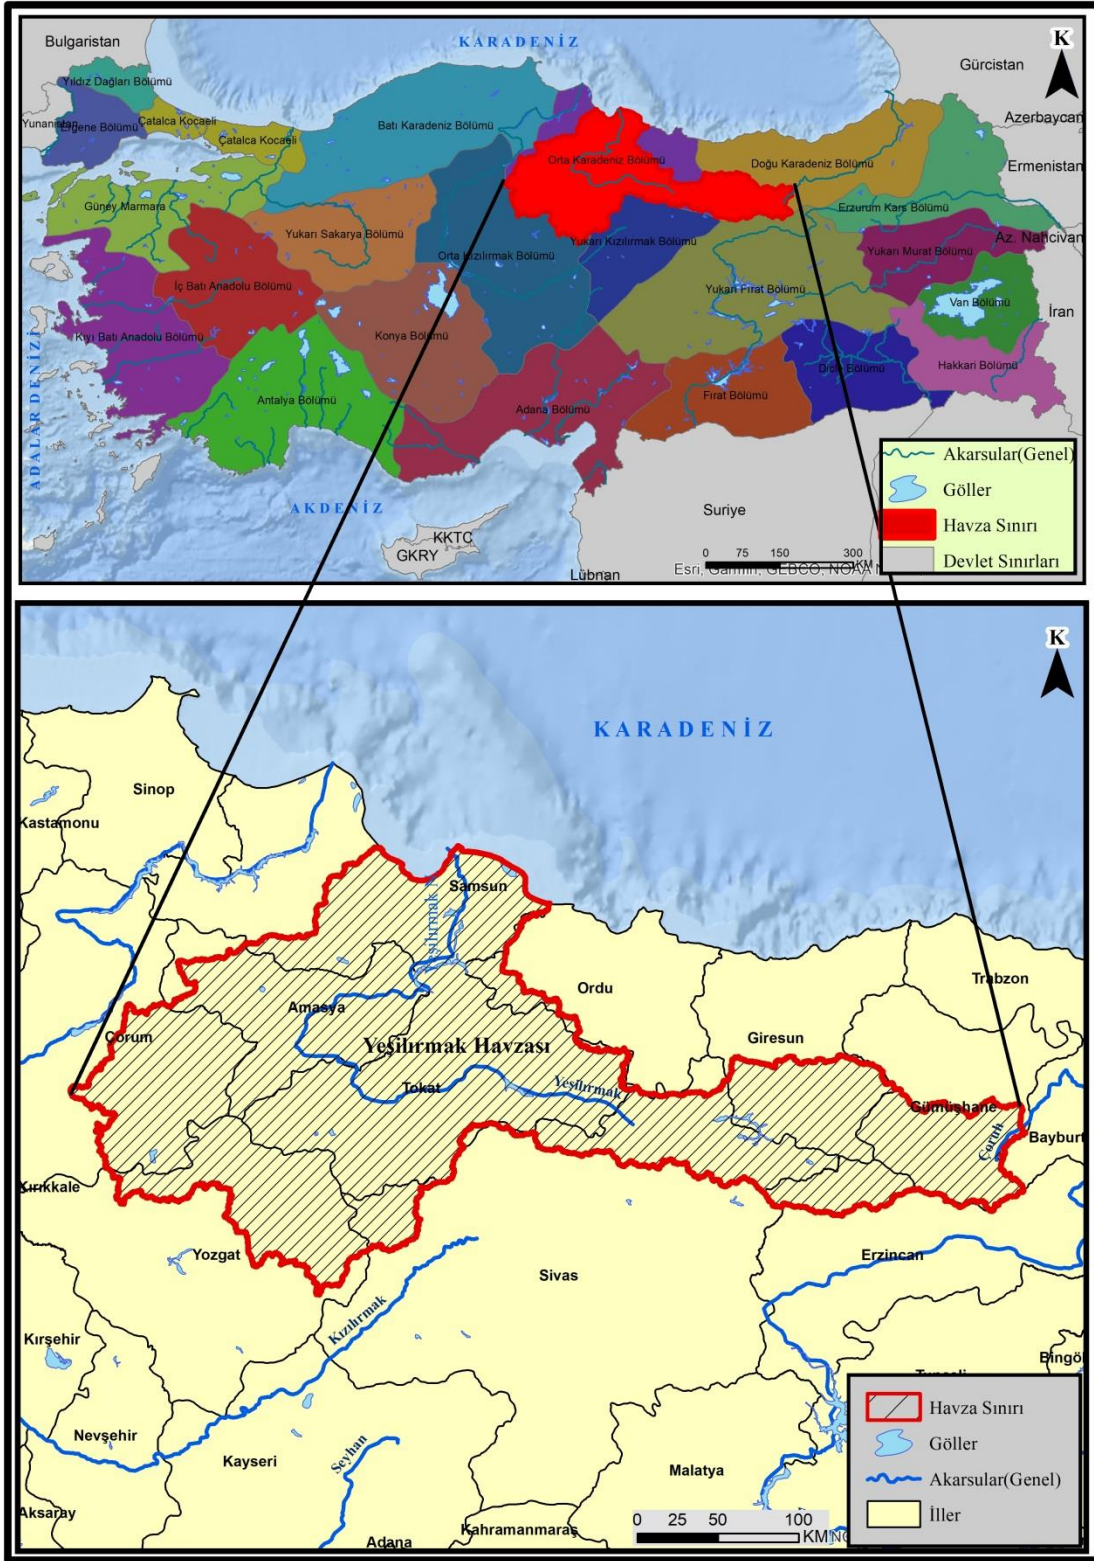 Bulgaristan
KARADENİZ
K
Gürcistan
Yıldız Dağları Bölümü
Yunanistan
Ergene Bölümü
Çatalca Kocaeli
Çatalca Kocaeli
Batı Karadeniz Bölümü
Orta Karadeniz Bölümü
Doğu Karadeniz Bölümü
Azerbaycan
Ermenistan
Güney Marmara
Yukarı Sakarya Bölümü
Orta Kızılırmak Bölümü
Yukarı Kızılırmak Bölümü
Erzurum Kars Bölümü
Az. Nahcivan
Yukarı Murat Bölümü
İç Batı Anadolu Bölümü
Yukarı Fırat Bölümü
Van Bölümü
İran
Kıyı Batı Anadolu Bölümü
Konya Bölümü
Dicle Bölümü
Hakkari Bölümü
ADALAR DENİZİ
Antalya Bölümü
Adana Bölümü
Fırat Bölümü
AKDENİZ
KKTC
GKRY
Suriye
Lübnan
0 75 150 300
KM
Esri, Garmin, GEBCO, NOAA
Akarsular(Genel)
Göller
Havza Sınırı
Devlet Sınırları
K
KARADENİZ
Sinop
Kastamonu
Samsun
Ordu
Trabzon
Amasya
Çorum
Giresun
Yeşilırmak Havzası
Tokat
Yeşilırmak
Gümüşhane
Çoruh
Bayburt
Kırıkkale
Yozgat
Erzincan
Sivas
Kızılırmak
Kırşehir
Nevşehir
Kayseri
Seyhan
Malatya
Aksaray
Kahramanmaraş
Adana
0 25 50 100
KM
Havza Sınırı
Göller
Akarsular(Genel)
İller